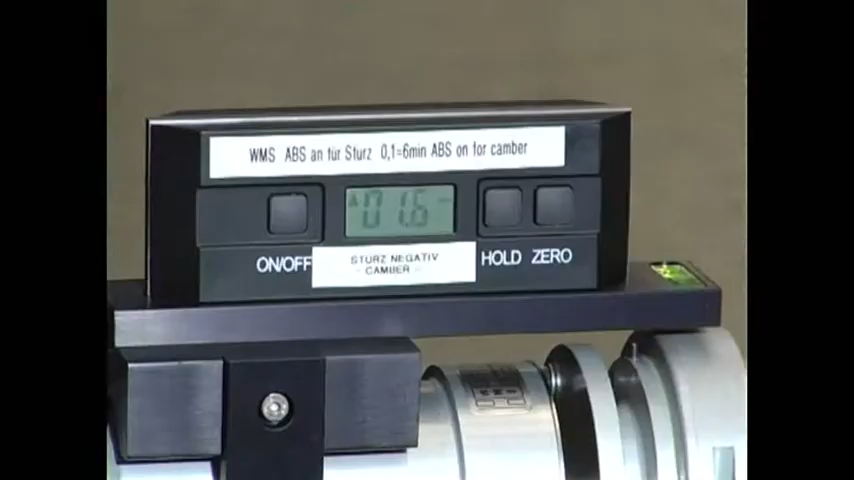 WMS ABS an für Sturz 0,1=6min ABS on for camber
01.6
ON/OFF
STURZ NEGATIV
- CAMBER -
HOLD ZERO